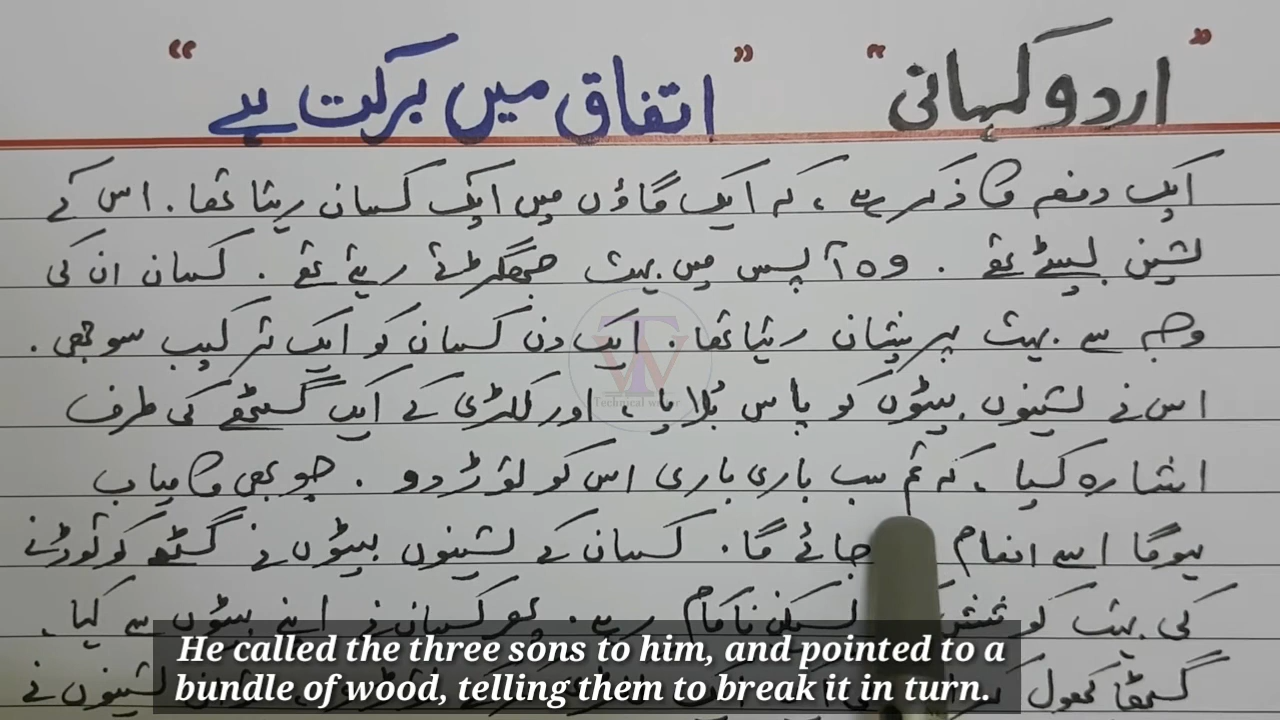 "اردو کہانی" "اتفاق میں برکت ہے"
ایک دفعہ کا ذکر ہے، کہ ایک گاؤں میں ایک کسان رہتا تھا۔ اس کے
تین بیٹے تھے۔ وہ آپس میں بہت جھگڑتے رہتے تھے۔ کسان ان کی
وجہ سے بہت پریشان رہتا تھا۔ ایک دن کسان کو ایک ترکیب سوجھی۔
اس نے تینوں بیٹوں کو پاس بُلایا، اور لکڑی کے ایک گٹھے کی طرف
اشارہ کیا، کہ تم سب باری باری اس کو توڑ دو۔ جو بھی کامیاب
ہوگا اسے انعام جائے گا۔ کسان کے تینوں بیٹوں نے گٹھے کو توڑنے
کی بہت کوشش لیکن ناکام رہے۔ پھر کسان نے اپنے بیٹوں سے کہا۔
گٹھا کھول تینوں نے
Technical writer
He called the three sons to him, and pointed to a
bundle of wood, telling them to break it in turn.